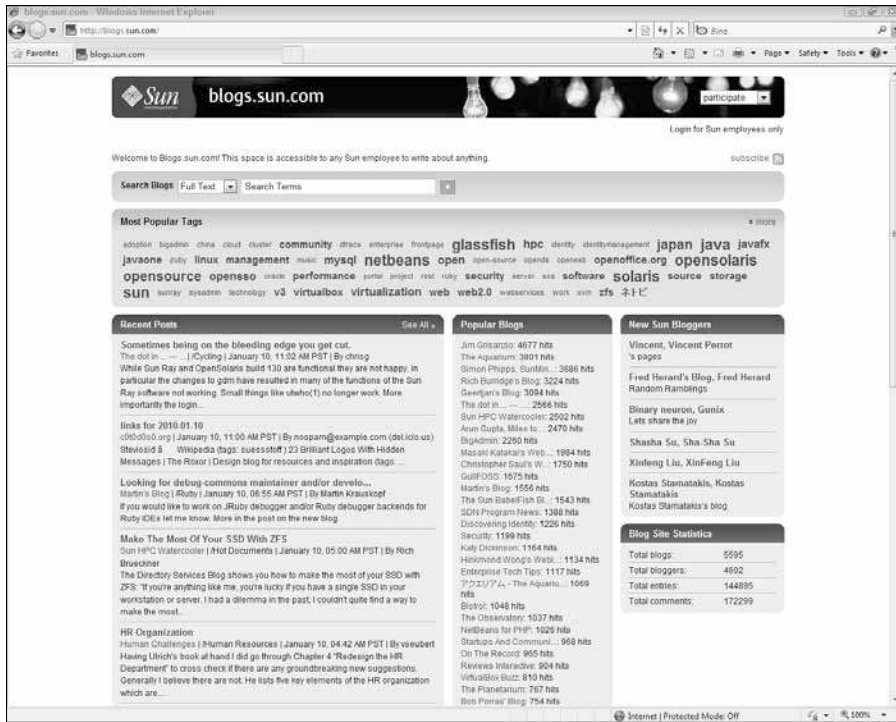 blogs.sun.com - Windows Internet Explorer
http://blogs.sun.com/
Bing
Favorites
blogs.sun.com
Page
Safety
Tools
Sun
blogs.sun.com
participate
Login for Sun employees only
Welcome to Blogs.sun.com! This space is accessible to any Sun employee to write about anything.
subscribe
Search Blogs Full Text Search Terms
Most Popular Tags
more
adoption bigadmin china cloud cluster community dtrace enterprise frontpage glassfish hpc identity identitymanagement japan java javafx
javaone jruby linux management music mysql netbeans open open-source opends openesb openoffice.org opensolaris
opensource opensso oracle performance portal project rest ruby security server soa software solaris source storage
sun sunray sysadmin technology v3 virtualbox virtualization web web2.0 webservices work xvm zfs ネトビ
Recent Posts
See All »
Sometimes being on the bleeding edge you get cut.
The dot in ... --- ... | /Cycling | January 10, 11:02 AM PST | By chrisg
While Sun Ray and OpenSolaris build 130 are functional they are not happy. In
particular the changes to gdm have resulted in many of the functions of the Sun
Ray software not working. Small things like utwho(1) no longer work. More
importantly the login...
links for 2010.01.10
c0t0d0s0.org | January 10, 11:00 AM PST | By nospam@example.com (del.icio.us)
Steviosid â Wikipedia (tags: suessstoff) 23 Brilliant Logos With Hidden
Messages | The Roxor | Design blog for resources and inspiration (tags: ...
Looking for debug-commons maintainer and/or develo...
Martin's Blog | /Ruby | January 10, 06:55 AM PST | By Martin Krauskopf
If you would like to work on JRuby debugger and/or Ruby debugger backends for
Ruby IDEs let me know. More in the post on the new blog.
Make The Most Of Your SSD With ZFS
Sun HPC Watercooler | /Hot Documents | January 10, 05:00 AM PST | By Rich
Brueckner
The Directory Services Blog shows you how to make the most of your SSD with
ZFS: "If you're anything like me, you're lucky if you have a single SSD in your
workstation or server. I had a dilemma in the past, I couldn't quite find a way to
make the most...
HR Organization
Human Challenges | /Human Resources | January 10, 04:42 AM PST | By vseubert
Having Ulrich's book at hand I did go through Chapter 4 "Redesign the HR
Department" to cross check if there are any groundbreaking new suggestions.
Generally I believe there are not. He lists five key elements of the HR organization
which are...
Popular Blogs
Jim Grisanzio: 4677 hits
The Aquarium: 3801 hits
Simon Phipps, SunMin...: 3686 hits
Rich Burridge's Blog: 3224 hits
Geertjan's Blog: 3094 hits
The dot in ... --- ...: 2566 hits
Sun HPC Watercooler: 2502 hits
Arun Gupta, Miles to...: 2470 hits
BigAdmin: 2260 hits
Masaki Katakai's Web...: 1984 hits
Christopher Saul's W...: 1750 hits
GullFOSS: 1675 hits
Martin's Blog: 1556 hits
The Sun BabelFish Bl...: 1543 hits
SDN Program News: 1388 hits
Discovering Identity: 1226 hits
Security: 1199 hits
Katy Dickinson: 1164 hits
Hinkmond Wong's Webl...: 1134 hits
Enterprise Tech Tips: 1117 hits
アクエリアム - The Aquariu...: 1069
hits
Bistrot: 1048 hits
The Observatory: 1037 hits
NetBeans for PHP: 1026 hits
Startups And Communi...: 968 hits
On The Record: 965 hits
Reviews Interactive: 904 hits
VirtualBox Buzz: 810 hits
The Planetarium: 767 hits
Bob Porras' Blog: 754 hits
New Sun Bloggers
Vincent, Vincent Perrot
's pages
Fred Herard's Blog, Fred Herard
Random Ramblings
Binary neuron, Gunix
Lets share the joy
Shasha Su, Sha-Sha Su
Xinfeng Liu, XinFeng Liu
Kostas Stamatakis, Kostas
Stamatakis
Kostas Stamatakis's blog
Blog Site Statistics
Total blogs: 5595
Total bloggers: 4602
Total entries: 144895
Total comments: 172299
Internet | Protected Mode: Off
100%